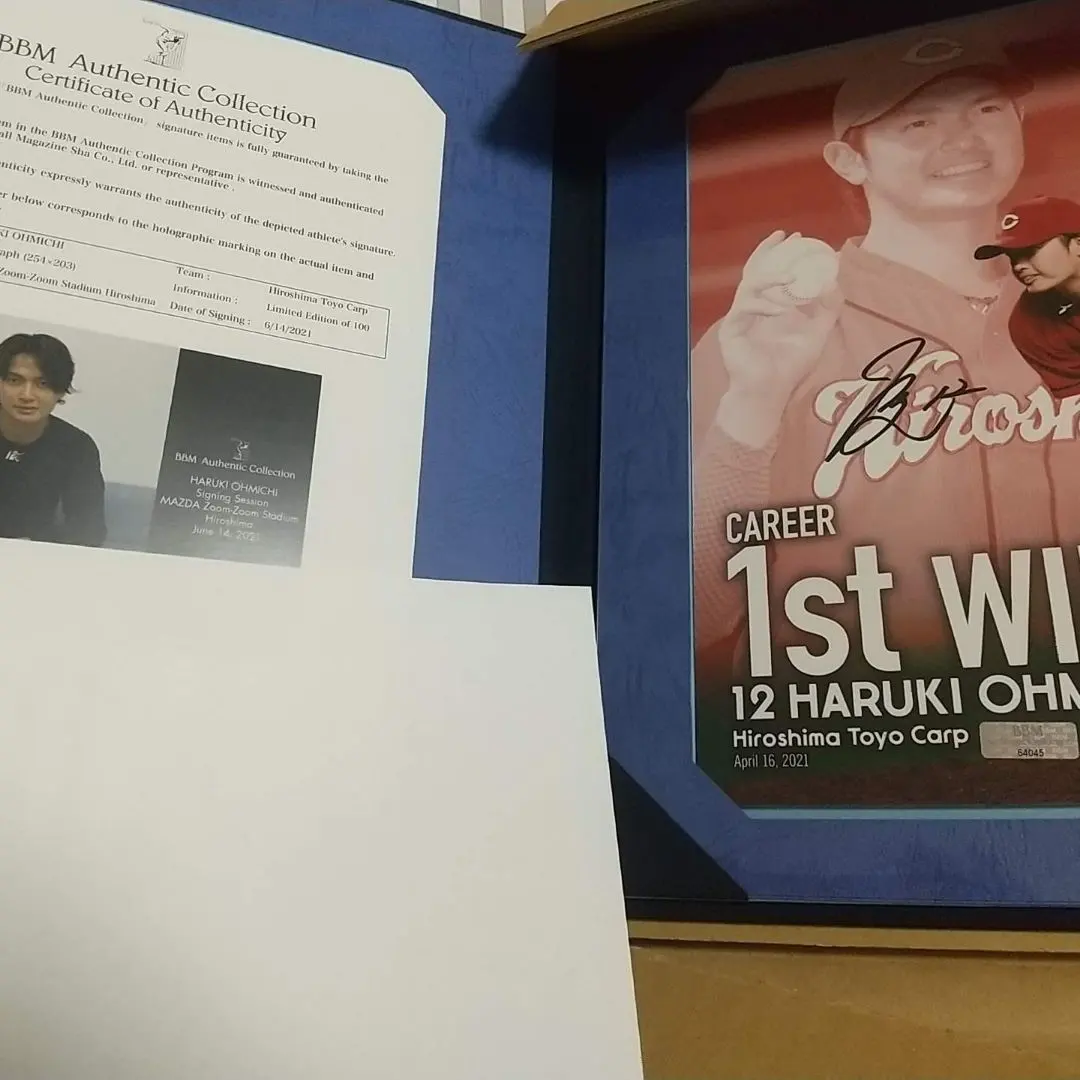 BBM Authentic Collection
Certificate of Authenticity
BBM Authentic Collection, signature items is fully guaranteed by taking the
in the BBM Authentic Collection Program is witnessed and authenticated
Magazine Sha Co., Ltd. or representative.
expressly warrants the authenticity of the depicted athlete's signature.
below corresponds to the holographic marking on the actual item and
OHMICHI
(254×203)
Zoom-Zoom Stadium Hiroshima
Team : Hiroshima Toyo Carp
Information : Limited Edition of 100
Date of Signing : 6/14/2021
BBM Authentic Collection
HARUKI OHMICHI
Signing Session
MAZDA Zoom-Zoom Stadium
Hiroshima
June 14, 2021
C
C
Hirosh
CAREER
1st WI
12 HARUKI OHM
Hiroshima Toyo Carp
BBM
64045
April 16, 2021